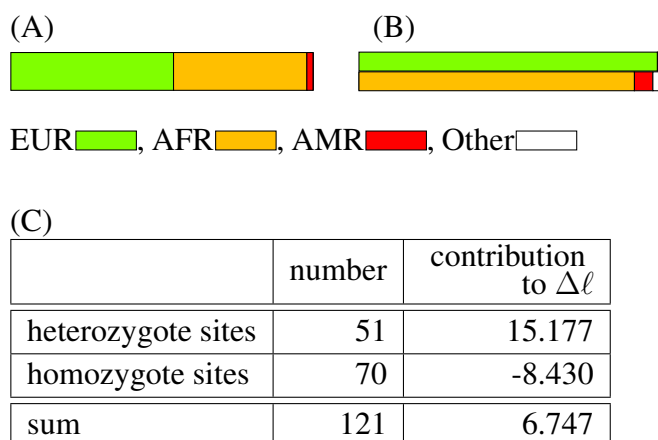 (A) (B)
EUR, AFR, AMR, Other
(C)
number contribution to Δℓ
heterozygote sites 51 15.177
homozygote sites 70 -8.430
sum 121 6.747